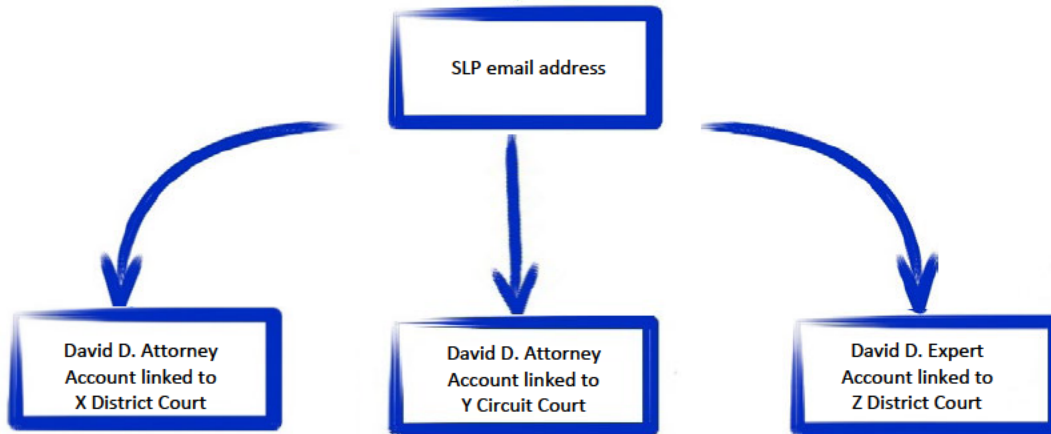 SLP email address
David D. Attorney
Account linked to
X District Court
David D. Attorney
Account linked to
Y Circuit Court
David D. Expert
Account linked to
Z District Court